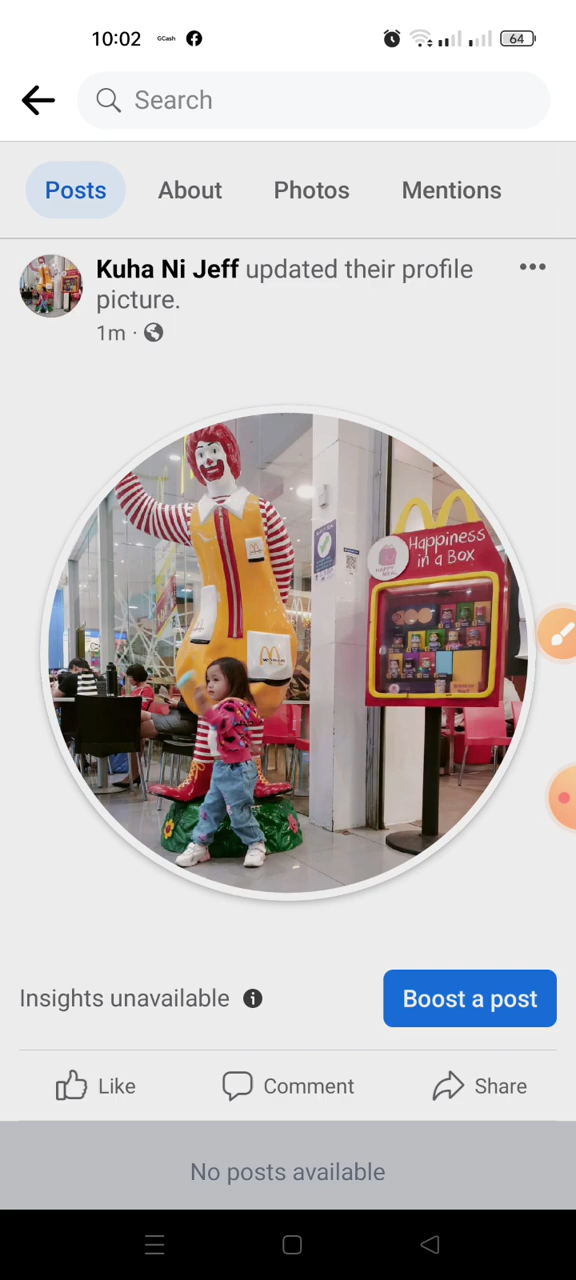 10:02 GCash 64
Search
Posts About Photos Mentions
Kuha Ni Jeff updated their profile
picture.
1m ·
Happiness
in a Box
Insights unavailable
Boost a post
Like Comment Share
No posts available